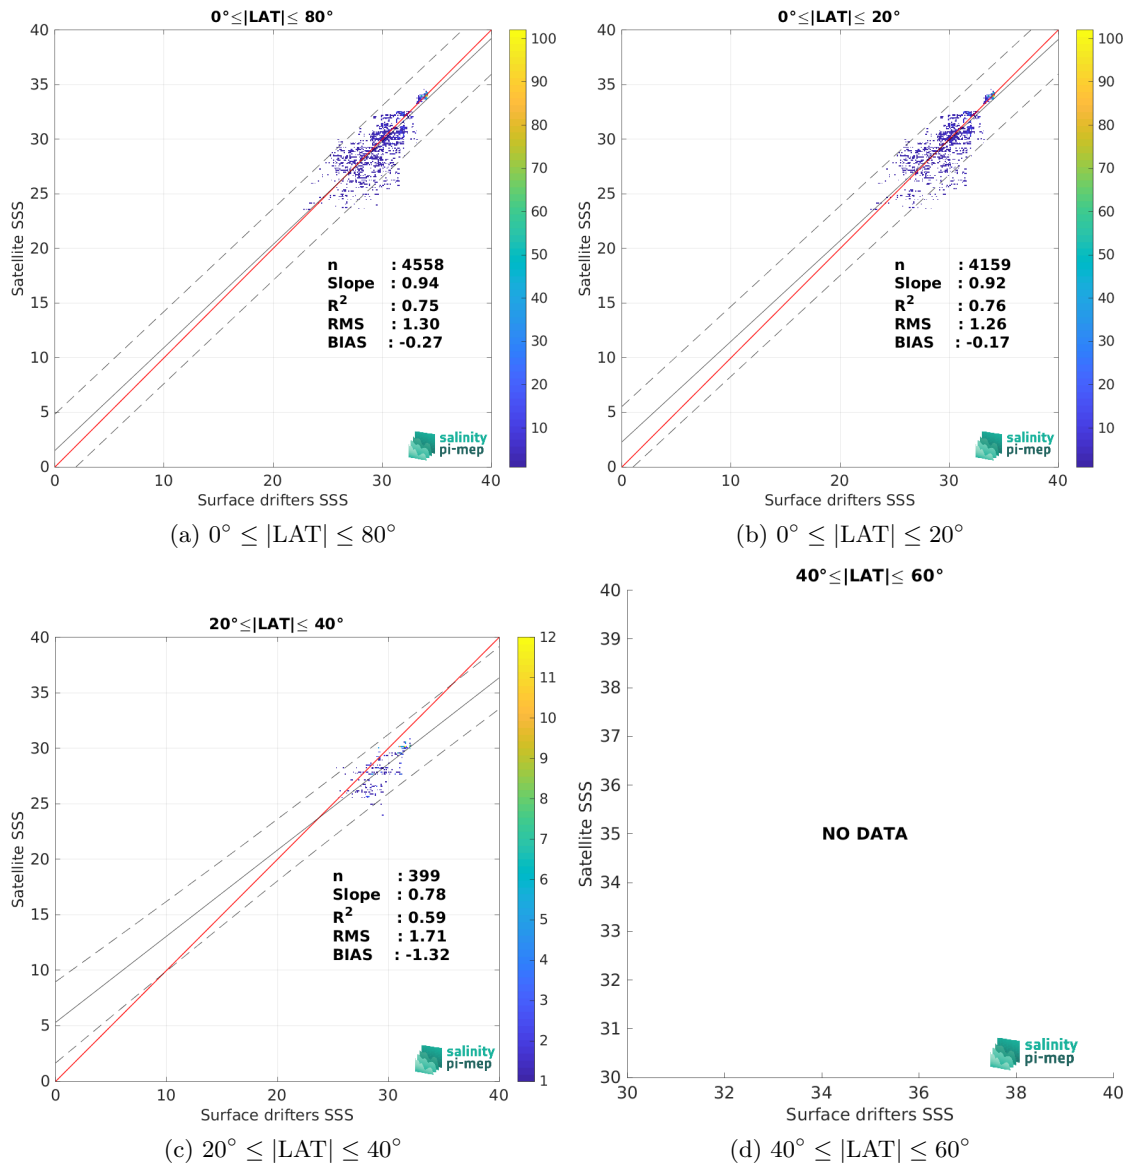 0°≤|LAT|≤ 80°
40
35
30
25
20
15
10
5
0
0
10
20
30
40
Satellite SSS
Surface drifters SSS
n : 4558
Slope : 0.94
R² : 0.75
RMS : 1.30
BIAS : -0.27
salinity
pi-mep
100
90
80
70
60
50
40
30
20
10
(a) 0° ≤ |LAT| ≤ 80°
0°≤|LAT|≤ 20°
40
35
30
25
20
15
10
5
0
0
10
20
30
40
Satellite SSS
Surface drifters SSS
n : 4159
Slope : 0.92
R² : 0.76
RMS : 1.26
BIAS : -0.17
salinity
pi-mep
100
90
80
70
60
50
40
30
20
10
(b) 0° ≤ |LAT| ≤ 20°
20°≤|LAT|≤ 40°
40
35
30
25
20
15
10
5
0
0
10
20
30
40
Satellite SSS
Surface drifters SSS
n : 399
Slope : 0.78
R² : 0.59
RMS : 1.71
BIAS : -1.32
salinity
pi-mep
12
11
10
9
8
7
6
5
4
3
2
1
(c) 20° ≤ |LAT| ≤ 40°
40°≤|LAT|≤ 60°
40
39
38
37
36
35
34
33
32
31
30
30
32
34
36
38
40
Satellite SSS
Surface drifters SSS
NO DATA
salinity
pi-mep
(d) 40° ≤ |LAT| ≤ 60°